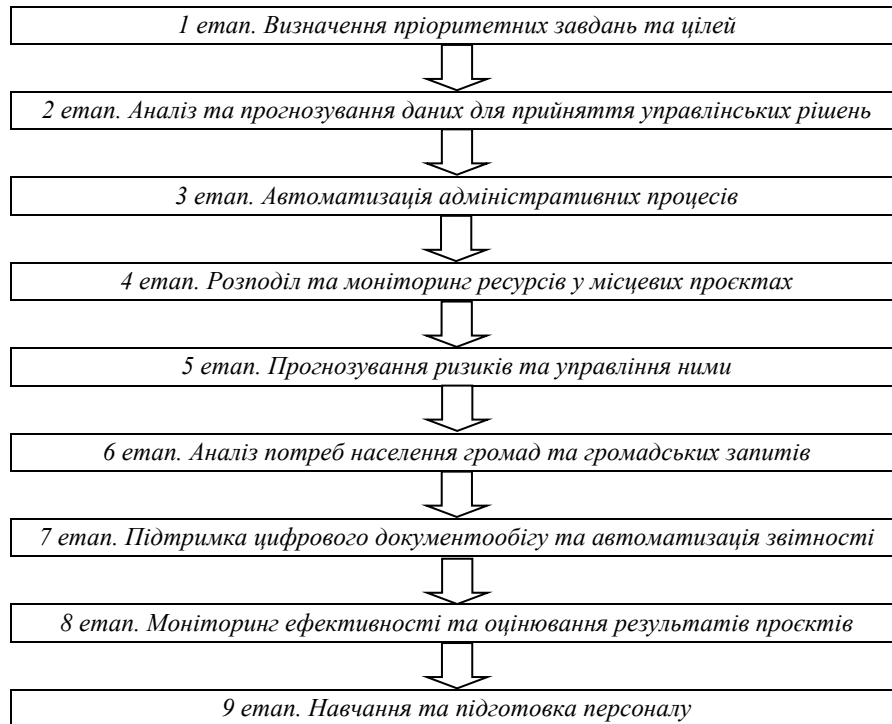 1 етап. Визначення пріоритетних завдань та цілей
2 етап. Аналіз та прогнозування даних для прийняття управлінських рішень
3 етап. Автоматизація адміністративних процесів
4 етап. Розподіл та моніторинг ресурсів у місцевих проєктах
5 етап. Прогнозування ризиків та управління ними
6 етап. Аналіз потреб населення громад та громадських запитів
7 етап. Підтримка цифрового документообігу та автоматизація звітності
8 етап. Моніторинг ефективності та оцінювання результатів проєктів
9 етап. Навчання та підготовка персоналу